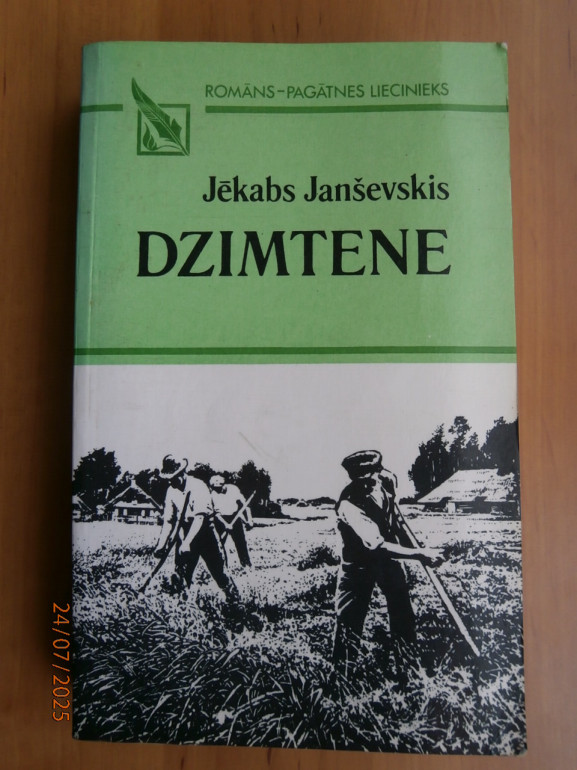 ROMĀNS-PAGĀTNES LIECINIEKS
Jēkabs Janševskis
DZIMTENE
24/07/2025